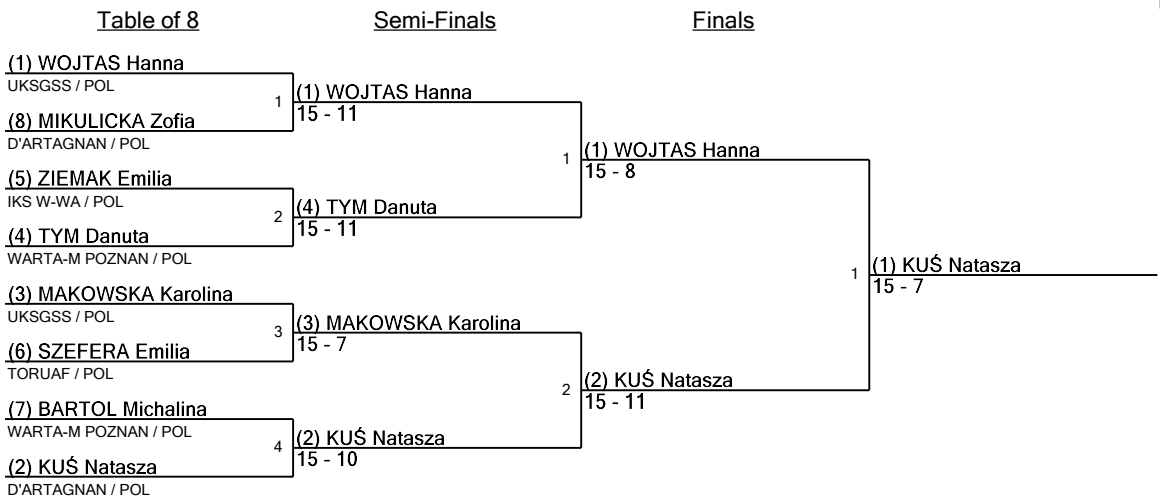 Table of 8
Semi-Finals
Finals
(1) WOJTAS Hanna
UKSGSS / POL
(8) MIKULICKA Zofia
D'ARTAGNAN / POL
(5) ZIEMAK Emilia
IKS W-WA / POL
(4) TYM Danuta
WARTA-M POZNAN / POL
(3) MAKOWSKA Karolina
UKSGSS / POL
(6) SZEFERA Emilia
TORUAF / POL
(7) BARTOL Michalina
WARTA-M POZNAN / POL
(2) KUŚ Natasza
D'ARTAGNAN / POL
1
(1) WOJTAS Hanna
15 - 11
2
(4) TYM Danuta
15 - 11
3
(3) MAKOWSKA Karolina
15 - 7
4
(2) KUŚ Natasza
15 - 10
1
(1) WOJTAS Hanna
15 - 8
2
(2) KUŚ Natasza
15 - 11
1
(1) KUŚ Natasza
15 - 7